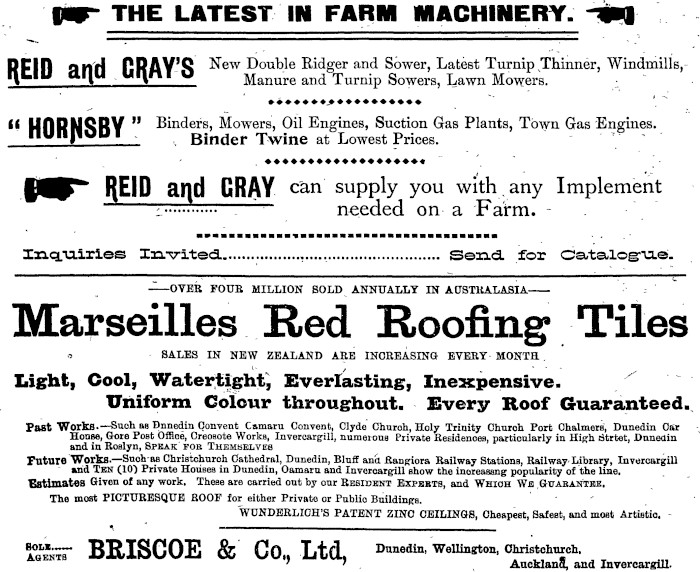 THE LATEST IN FARM MACHINERY.
REID and GRAY'S New Double Ridger and Sower, Latest Turnip Thinner, Windmills,
Manure and Turnip Sowers, Lawn Mowers.
"HORNSBY" Binders, Mowers, Oil Engines, Suction Gas Plants, Town Gas Engines.
Binder Twine at Lowest Prices.
REID and GRAY can supply you with any Implement
needed on a Farm.
Inquiries Invited........................................... Send for Catalogue.
—OVER FOUR MILLION SOLD ANNUALLY IN AUSTRALASIA—
Marseilles Red Roofing Tiles
SALES IN NEW ZEALAND ARE INCREASING EVERY MONTH
Light, Cool, Watertight, Everlasting, Inexpensive.
Uniform Colour throughout. Every Roof Guaranteed.
Past Works.—Such as Dunedin Convent Camaru Convent, Clyde Church, Holy Trinity Church Port Chalmers, Dunedin Car
House, Gore Post Office, Creosote Works, Invercargill, numerous Private Residences, particularly in High Strtet, Dunedin
and in Roslyn, SPEAK FOR THEMSELVES
Future Works.—Such as Christchurch Cathedral, Dunedin, Bluff and Rangiora Railway Stations, Railway Library, Invercargill
and TEN (10) Private Houses in Dunedin, Oamaru and Invercargill show the increasng popularity of the line.
Estimates Given of any work. These are carried out by our RESIDENT EXPERTS, and WHICH WE GUARANTEE.
The most PICTURESQUE ROOF for either Private or Public Buildings.
WUNDERLICH'S PATENT ZINC CEILINGS, Cheapest, Safest, and most Artistic.
SOLE......
AGENTS BRISCOE & Co., Ltd, Dunedin, Wellington, Christchurch,
Auckland, and Invercargill.